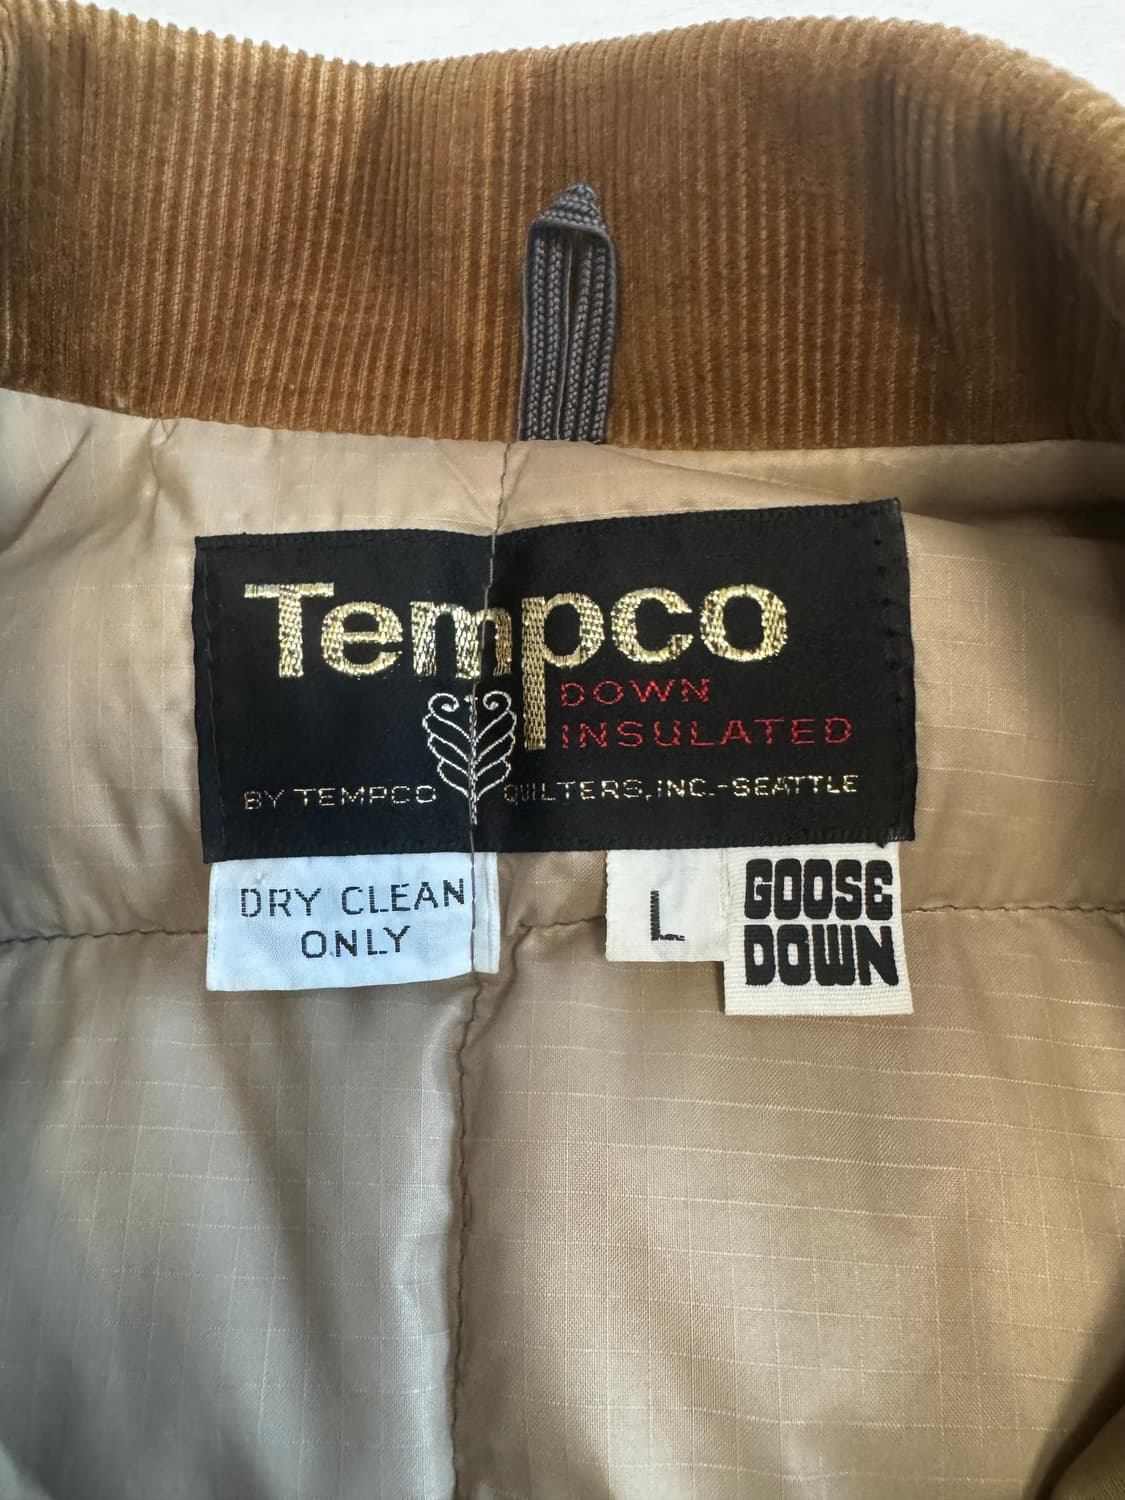 Tempco
DOWN
INSULATED
BY TEMPCO QUILTERS, INC.-SEATTLE
DRY CLEAN
ONLY
L
GOOSE
DOWN